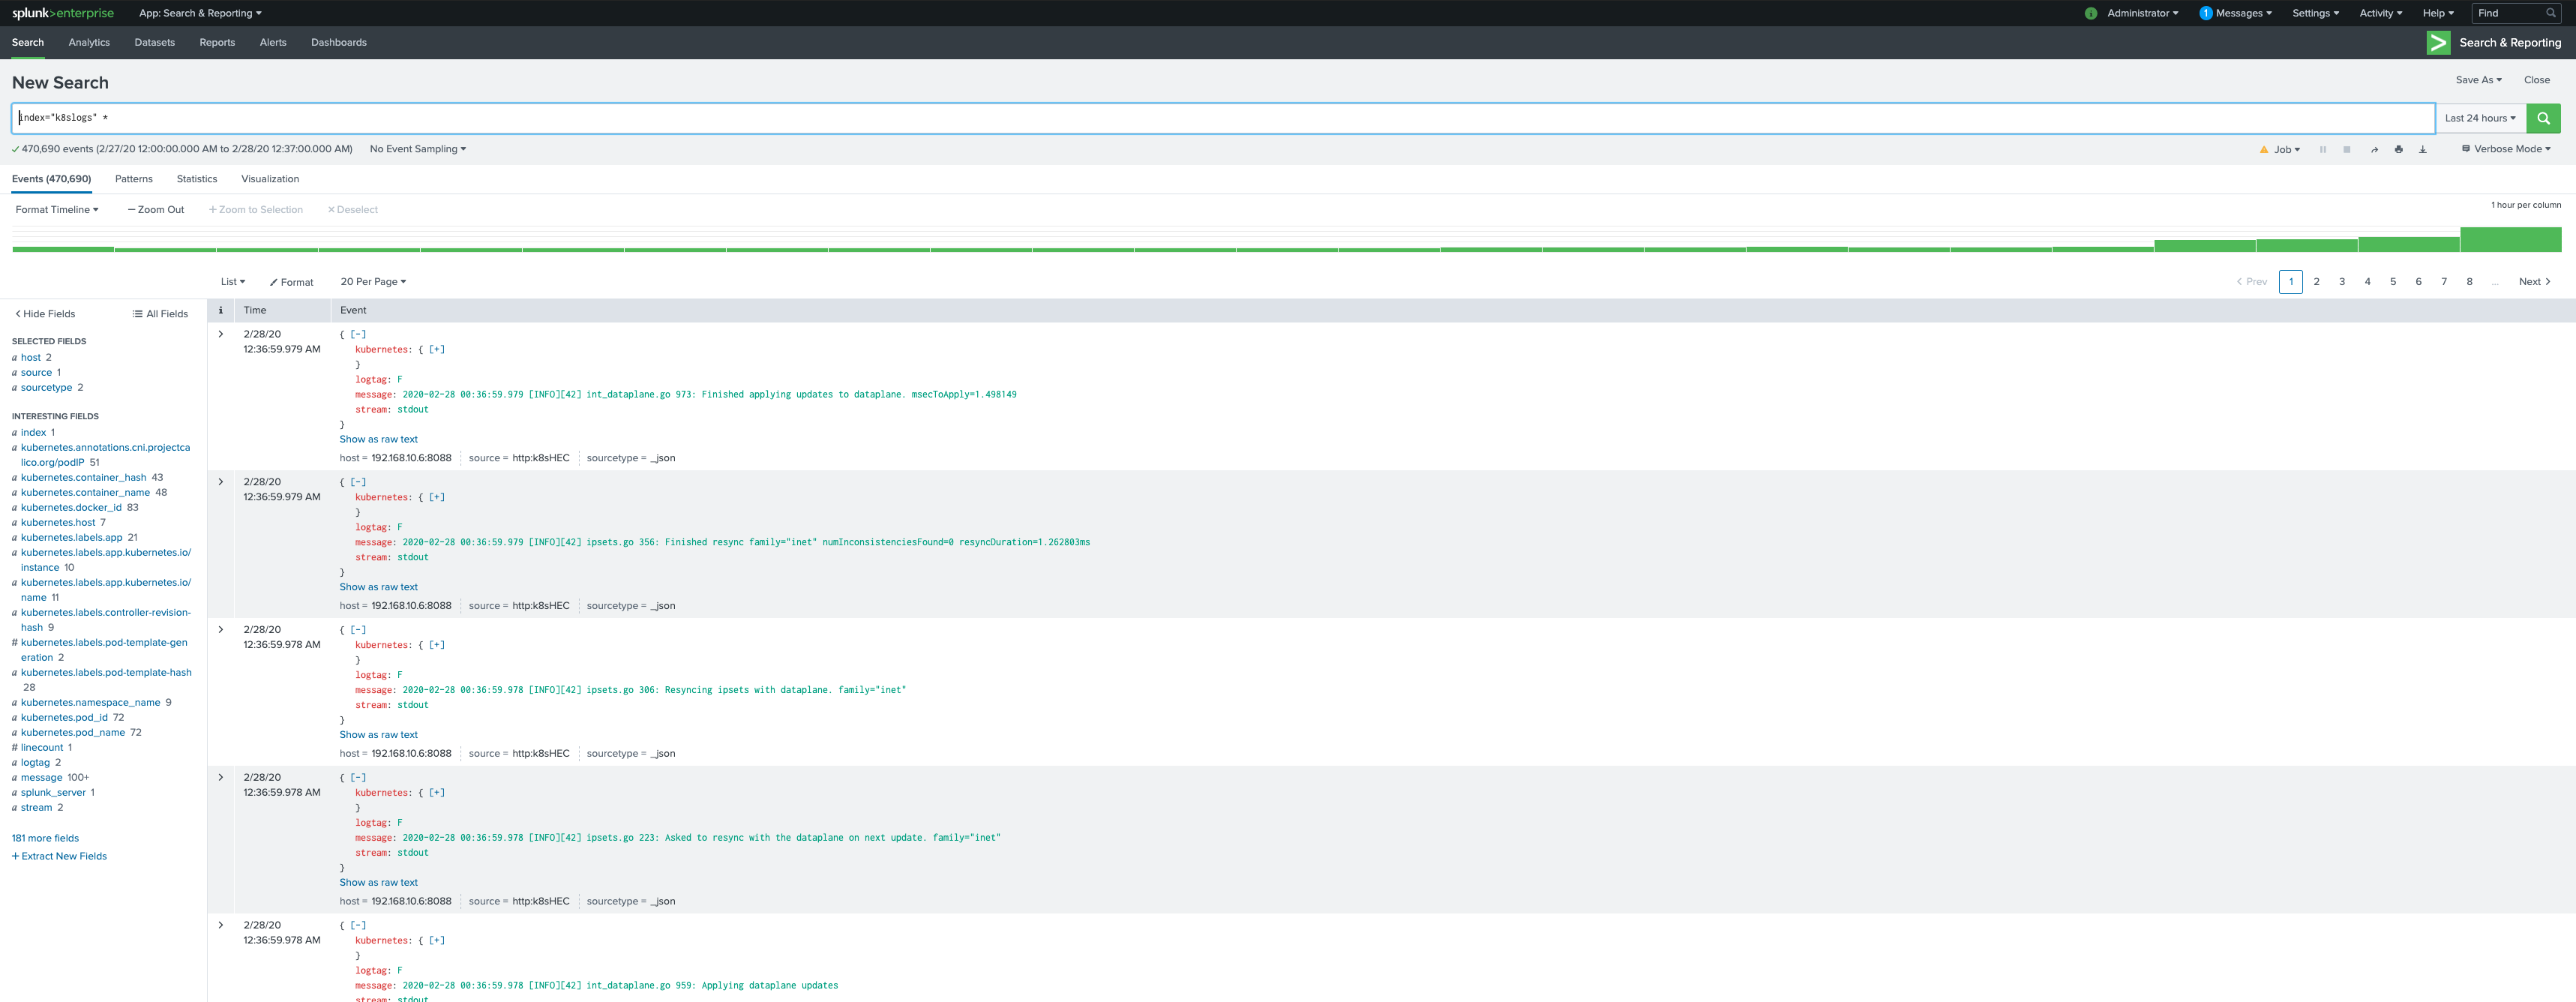 splunk>enterprise App: Search & Reporting Administrator 1 Messages Settings Activity Help Find
Search Analytics Datasets Reports Alerts Dashboards Search & Reporting
New Search Save As Close
index="k8slogs" * Last 24 hours
470,690 events (2/27/20 12:00:00.000 AM to 2/28/20 12:37:00.000 AM) No Event Sampling Job Verbose Mode
Events (470,690) Patterns Statistics Visualization
Format Timeline — Zoom Out + Zoom to Selection × Deselect 1 hour per column
List Format 20 Per Page < Prev 1 2 3 4 5 6 7 8 ... Next >
< Hide Fields All Fields
SELECTED FIELDS
a host 2
a source 1
a sourcetype 2
INTERESTING FIELDS
a index 1
a kubernetes.annotations.cni.projectca
lico.org/podIP 51
a kubernetes.container_hash 43
a kubernetes.container_name 48
a kubernetes.docker_id 83
a kubernetes.host 7
a kubernetes.labels.app 21
a kubernetes.labels.app.kubernetes.io/
instance 10
a kubernetes.labels.app.kubernetes.io/
name 11
a kubernetes.labels.controller-revision-
hash 9
# kubernetes.labels.pod-template-gen
eration 2
a kubernetes.labels.pod-template-hash
28
a kubernetes.namespace_name 9
a kubernetes.pod_id 72
a kubernetes.pod_name 72
# linecount 1
a logtag 2
a message 100+
a splunk_server 1
a stream 2
181 more fields
+ Extract New Fields
i Time Event
> 2/28/20 { [-]
12:36:59.979 AM kubernetes: { [+]
}
logtag: F
message: 2020-02-28 00:36:59.979 [INFO][42] int_dataplane.go 973: Finished applying updates to dataplane. msecToApply=1.498149
stream: stdout
}
Show as raw text
host = 192.168.10.6:8088 source = http:k8sHEC sourcetype = _json
> 2/28/20 { [-]
12:36:59.979 AM kubernetes: { [+]
}
logtag: F
message: 2020-02-28 00:36:59.979 [INFO][42] ipsets.go 356: Finished resync family="inet" numInconsistenciesFound=0 resyncDuration=1.262803ms
stream: stdout
}
Show as raw text
host = 192.168.10.6:8088 source = http:k8sHEC sourcetype = _json
> 2/28/20 { [-]
12:36:59.978 AM kubernetes: { [+]
}
logtag: F
message: 2020-02-28 00:36:59.978 [INFO][42] ipsets.go 306: Resyncing ipsets with dataplane. family="inet"
stream: stdout
}
Show as raw text
host = 192.168.10.6:8088 source = http:k8sHEC sourcetype = _json
> 2/28/20 { [-]
12:36:59.978 AM kubernetes: { [+]
}
logtag: F
message: 2020-02-28 00:36:59.978 [INFO][42] ipsets.go 223: Asked to resync with the dataplane on next update. family="inet"
stream: stdout
}
Show as raw text
host = 192.168.10.6:8088 source = http:k8sHEC sourcetype = _json
> 2/28/20 { [-]
12:36:59.978 AM kubernetes: { [+]
}
logtag: F
message: 2020-02-28 00:36:59.978 [INFO][42] int_dataplane.go 959: Applying dataplane updates
stream: stdout